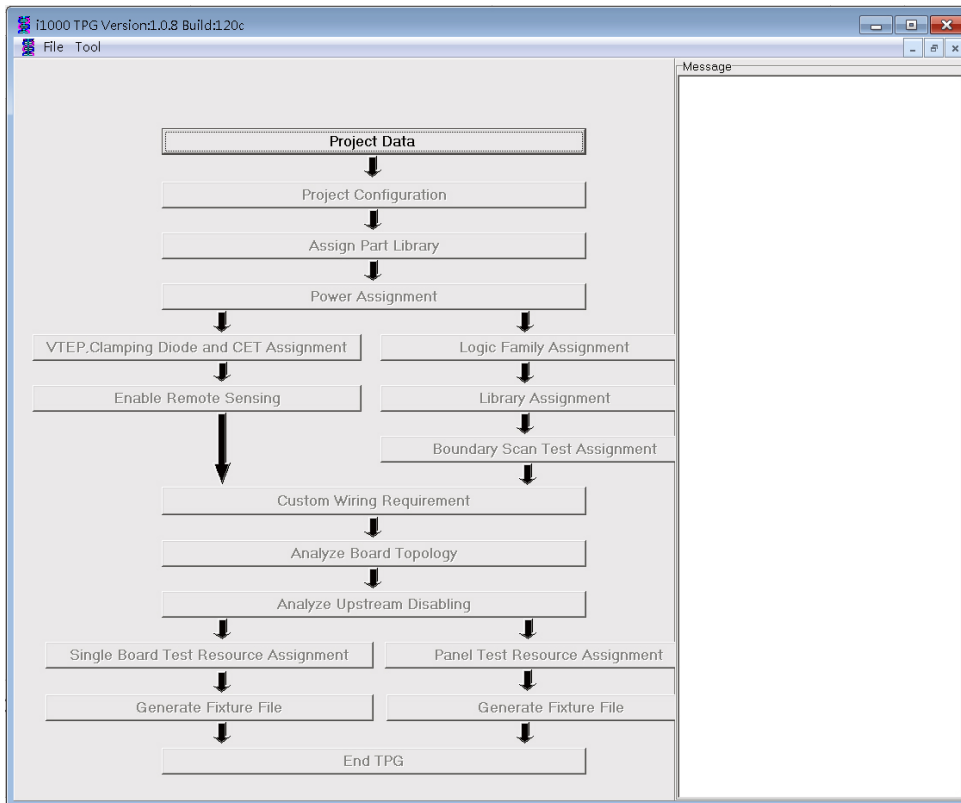 i1000 TPG Version:1.0.8 Build:120c
File Tool
Message
Project Data
Project Configuration
Assign Part Library
Power Assignment
VTEP,Clamping Diode and CET Assignment
Logic Family Assignment
Enable Remote Sensing
Library Assignment
Boundary Scan Test Assignment
Custom Wiring Requirement
Analyze Board Topology
Analyze Upstream Disabling
Single Board Test Resource Assignment
Panel Test Resource Assignment
Generate Fixture File
Generate Fixture File
End TPG